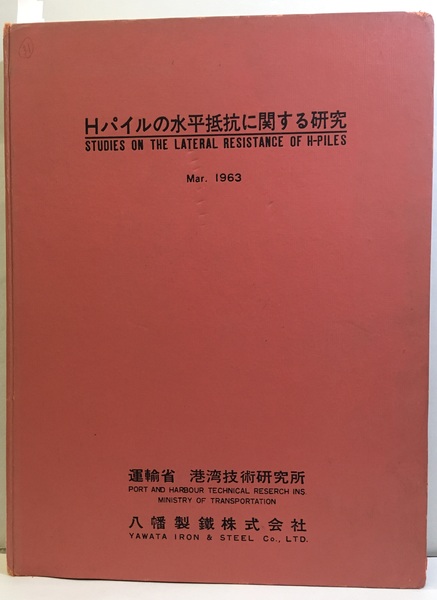 Hパイルの水平抵抗に関する研究
STUDIES ON THE LATERAL RESISTANCE OF H-PILES
Mar. 1963
運輸省 港湾技術研究所
PORT AND HARBOUR TECHNICAL RESERCH INS
MINISTRY OF TRANSPORTATION
八幡製鐵株式会社
YAWATA IRON & STEEL Co., LTD.